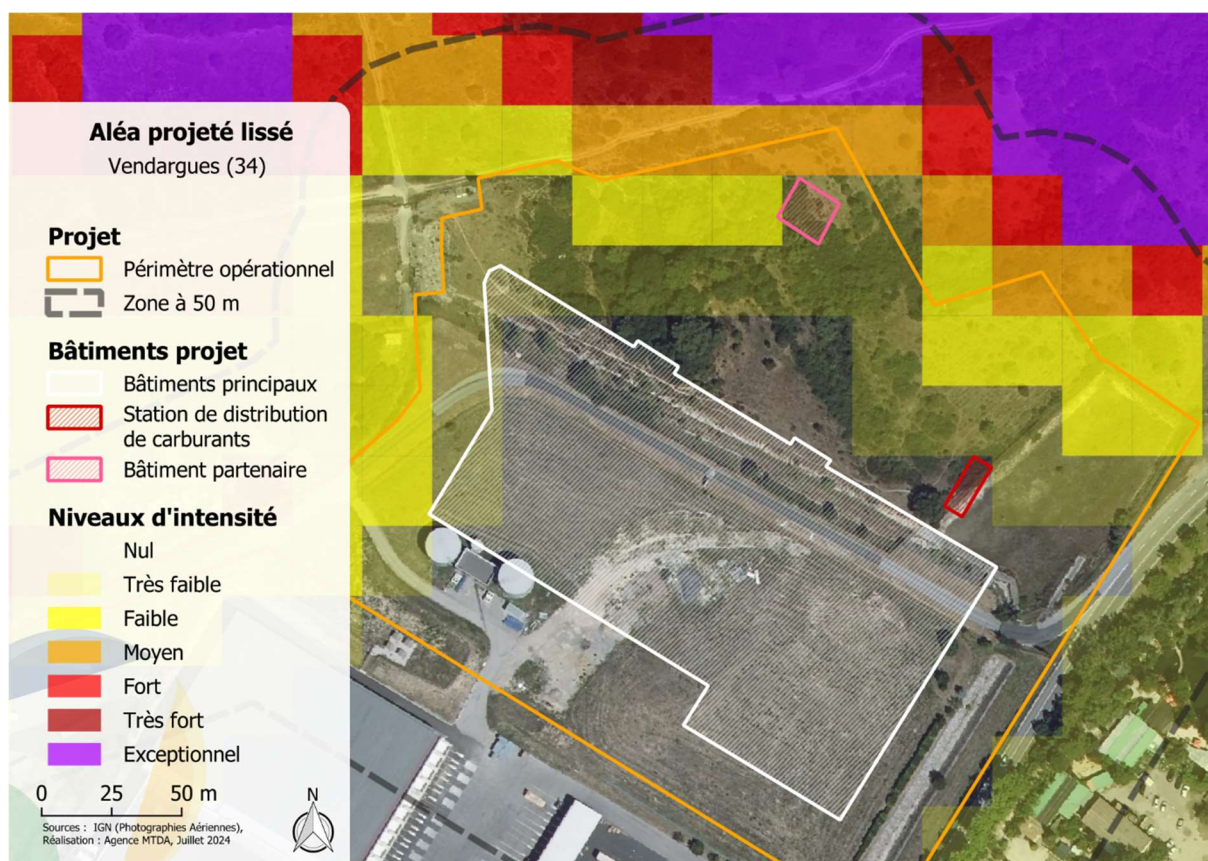 Aléa projeté lissé
Vendargues (34)
Projet
Périmètre opérationnel
Zone à 50 m
Bâtiments projet
Bâtiments principaux
Station de distribution
de carburants
Bâtiment partenaire
Niveaux d'intensité
Nul
Très faible
Faible
Moyen
Fort
Très fort
Exceptionnel
0 25 50 m
N
Sources : IGN (Photographies Aériennes),
Réalisation : Agence MTDA, Juillet 2024